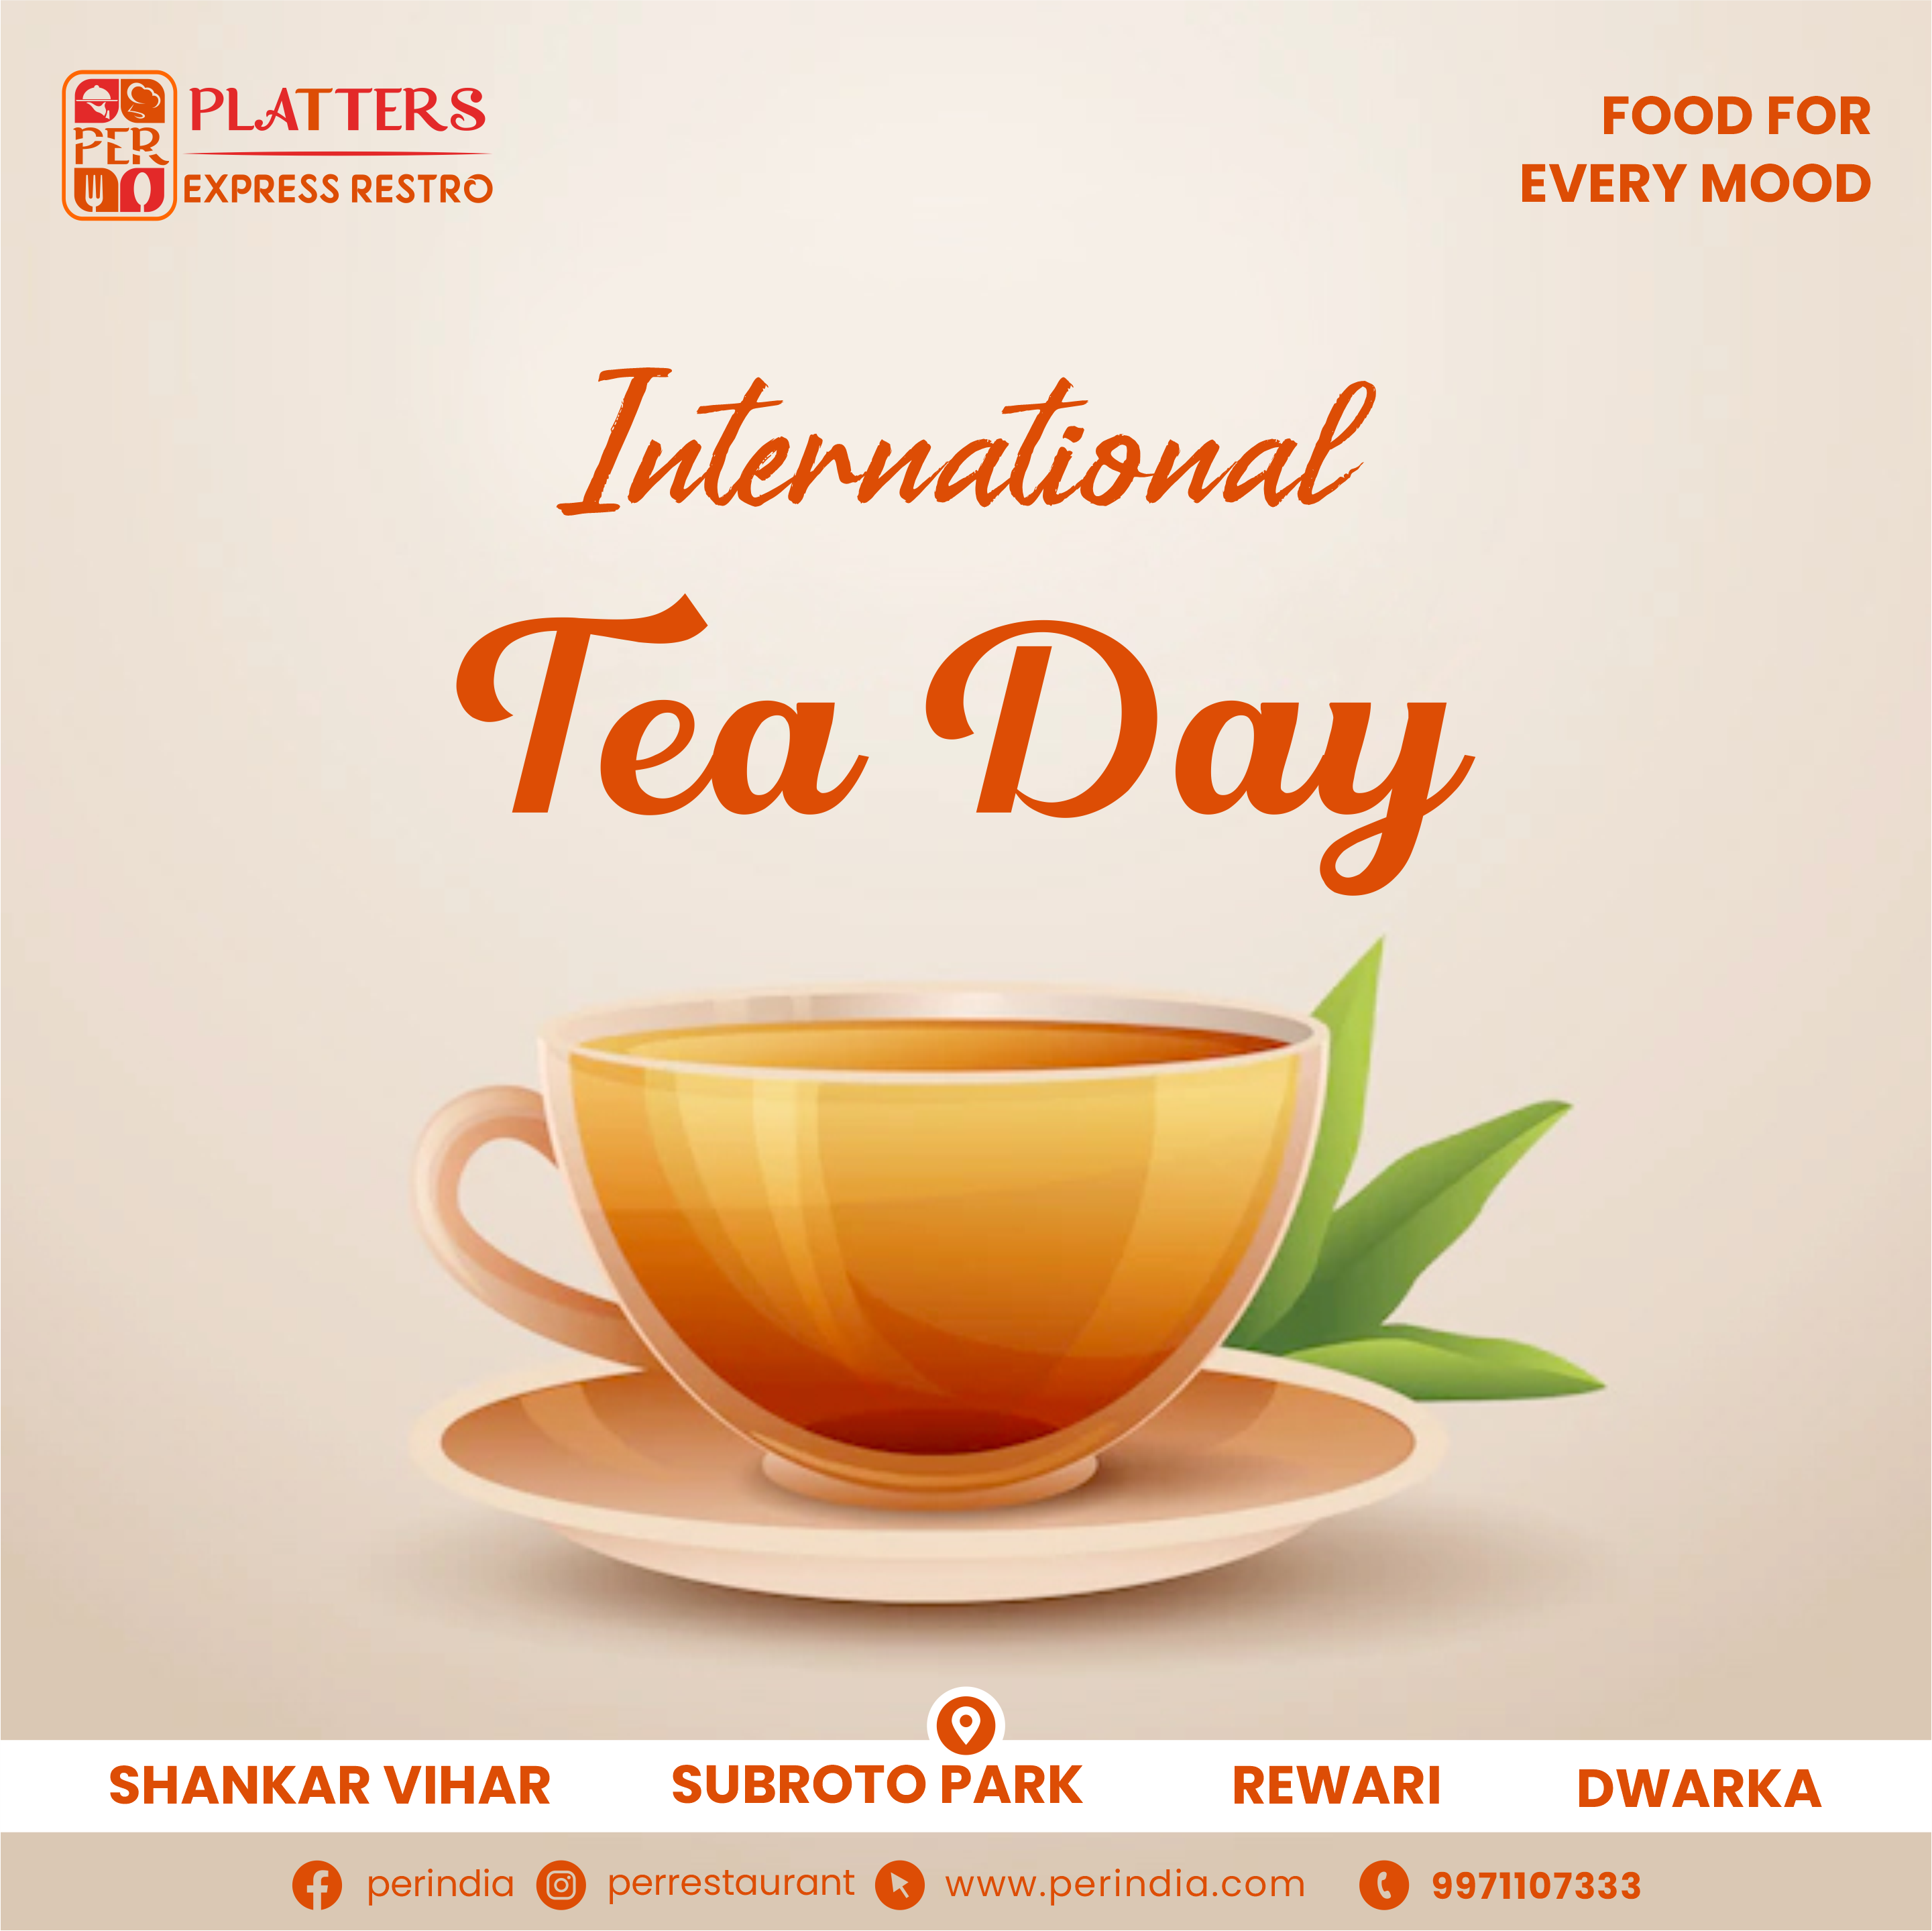 PER
PLATTERS
EXPRESS RESTRO
FOOD FOR
EVERY MOOD
International
Tea Day
SHANKAR VIHAR SUBROTO PARK REWARI DWARKA
perindia perrestaurant www.perindia.com 9971107333